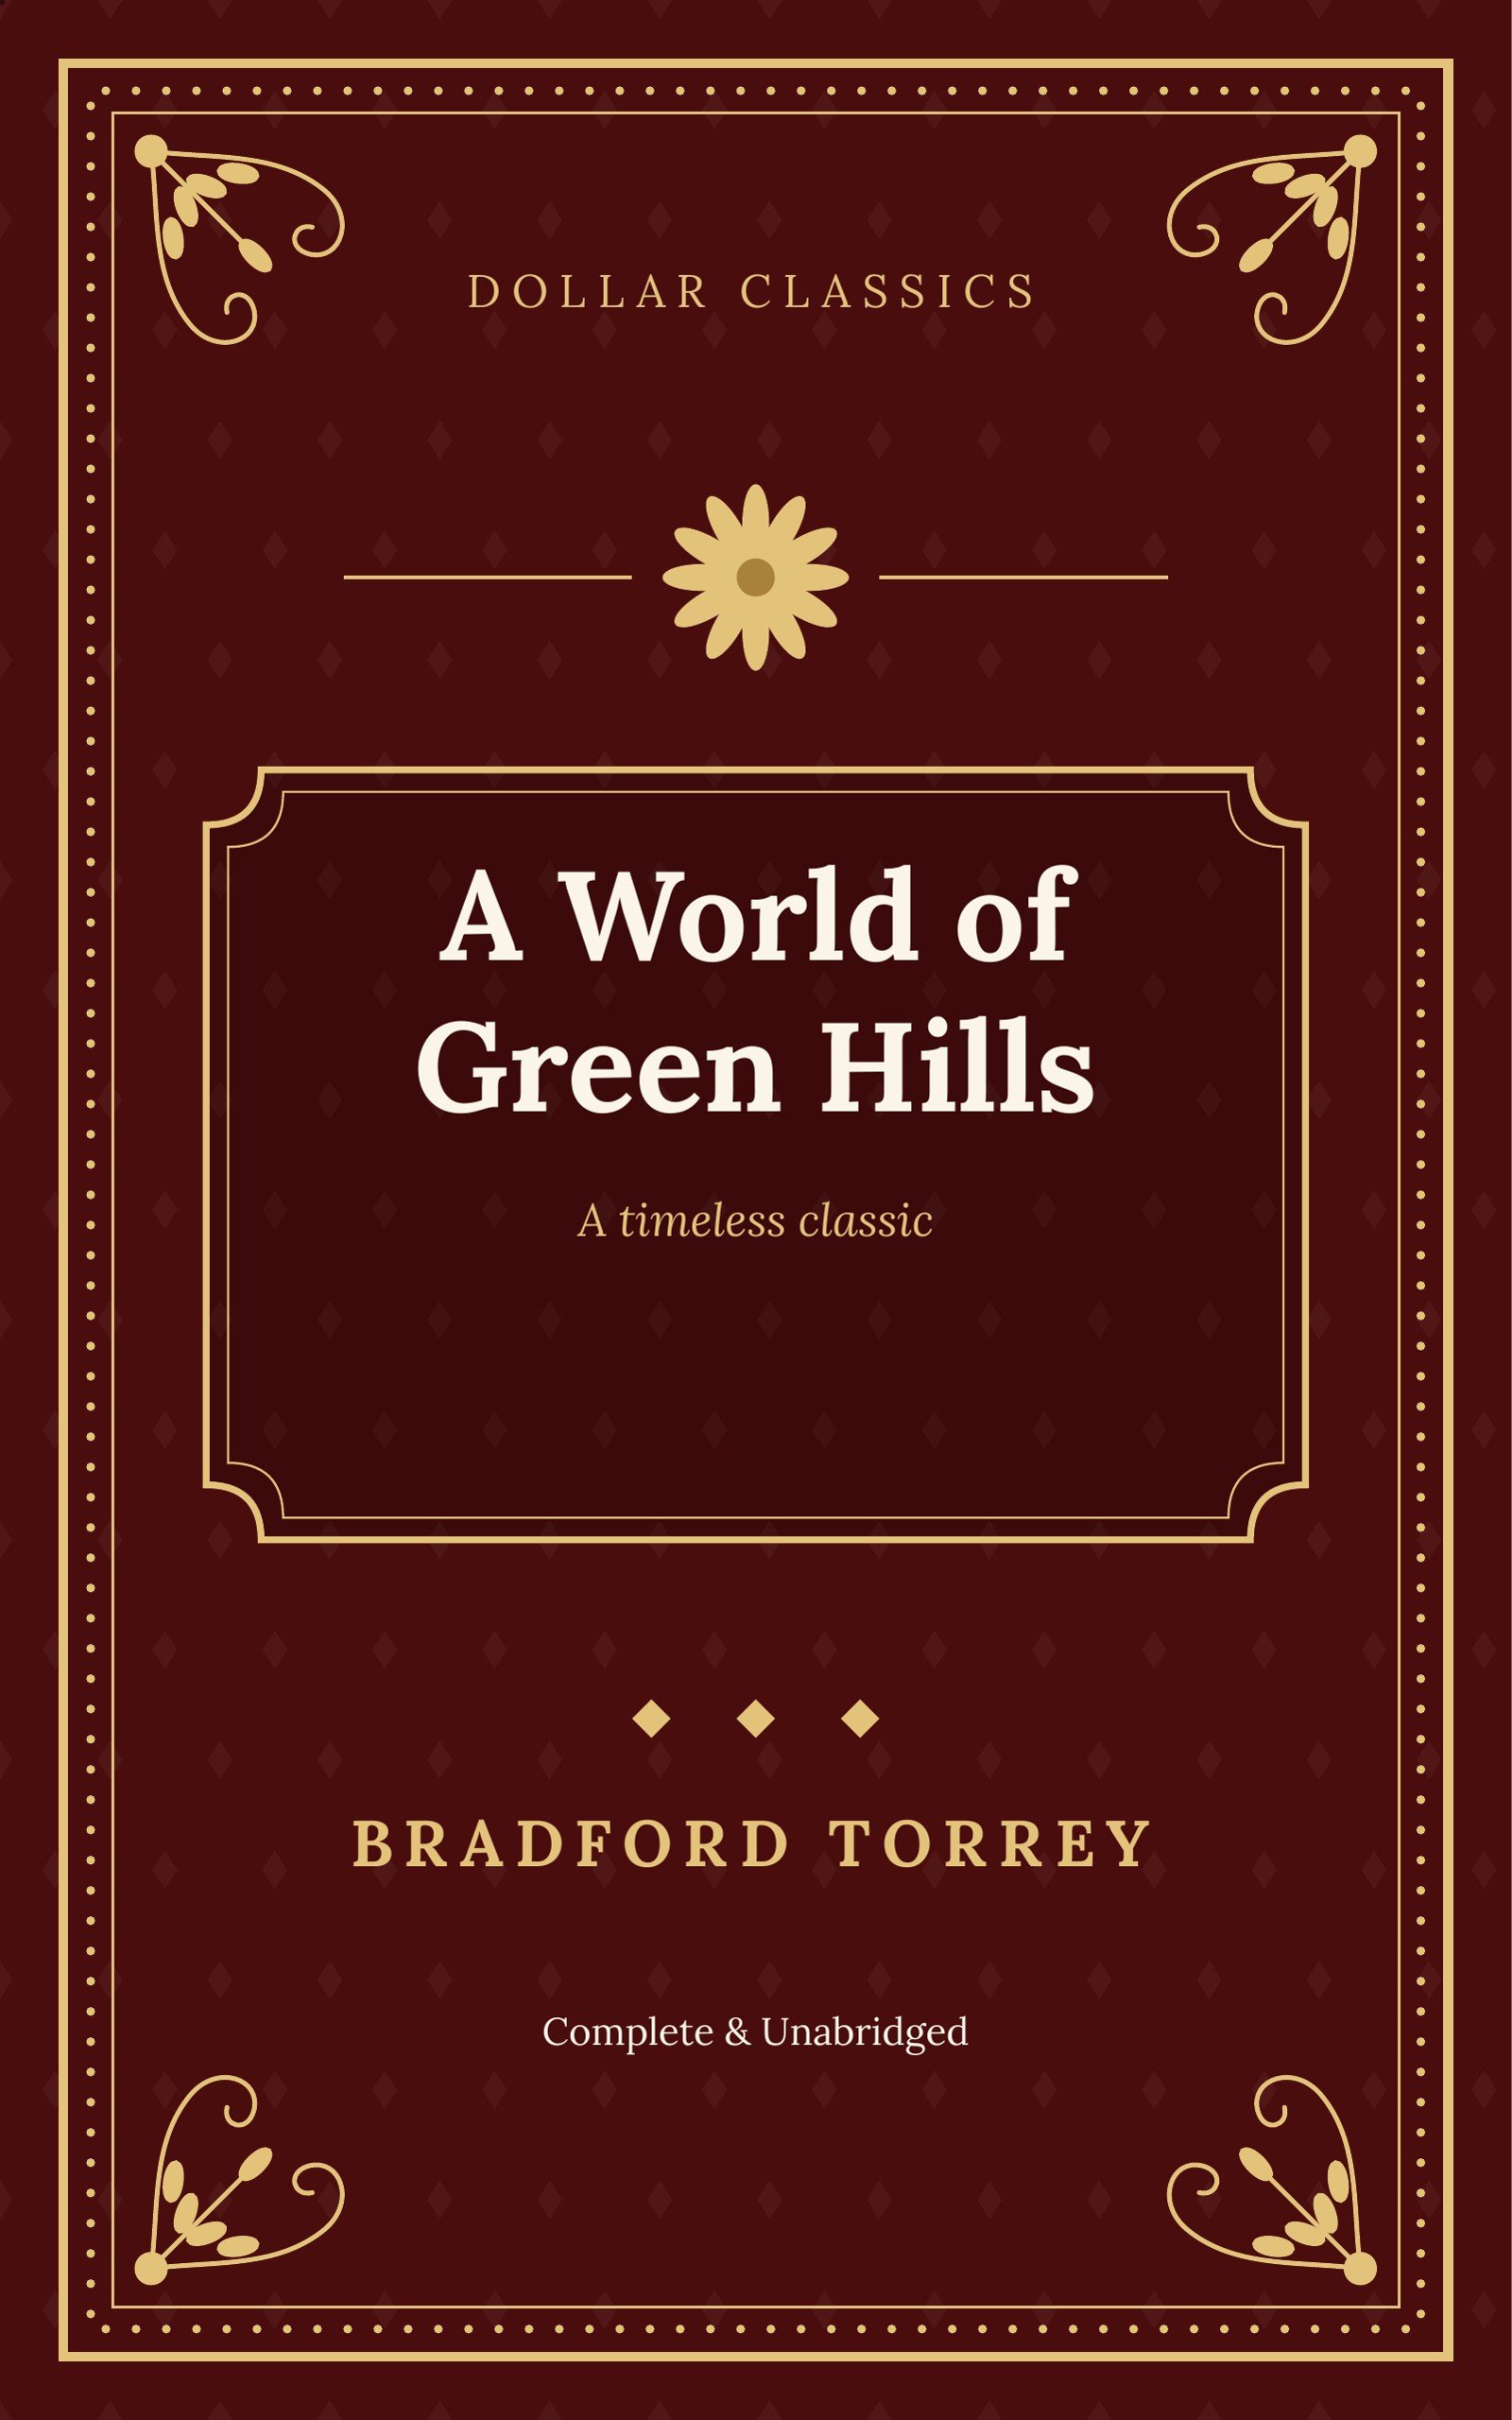 DOLLAR CLASSICS
A World of
Green Hills
A timeless classic
BRADFORD TORREY
Complete & Unabridged